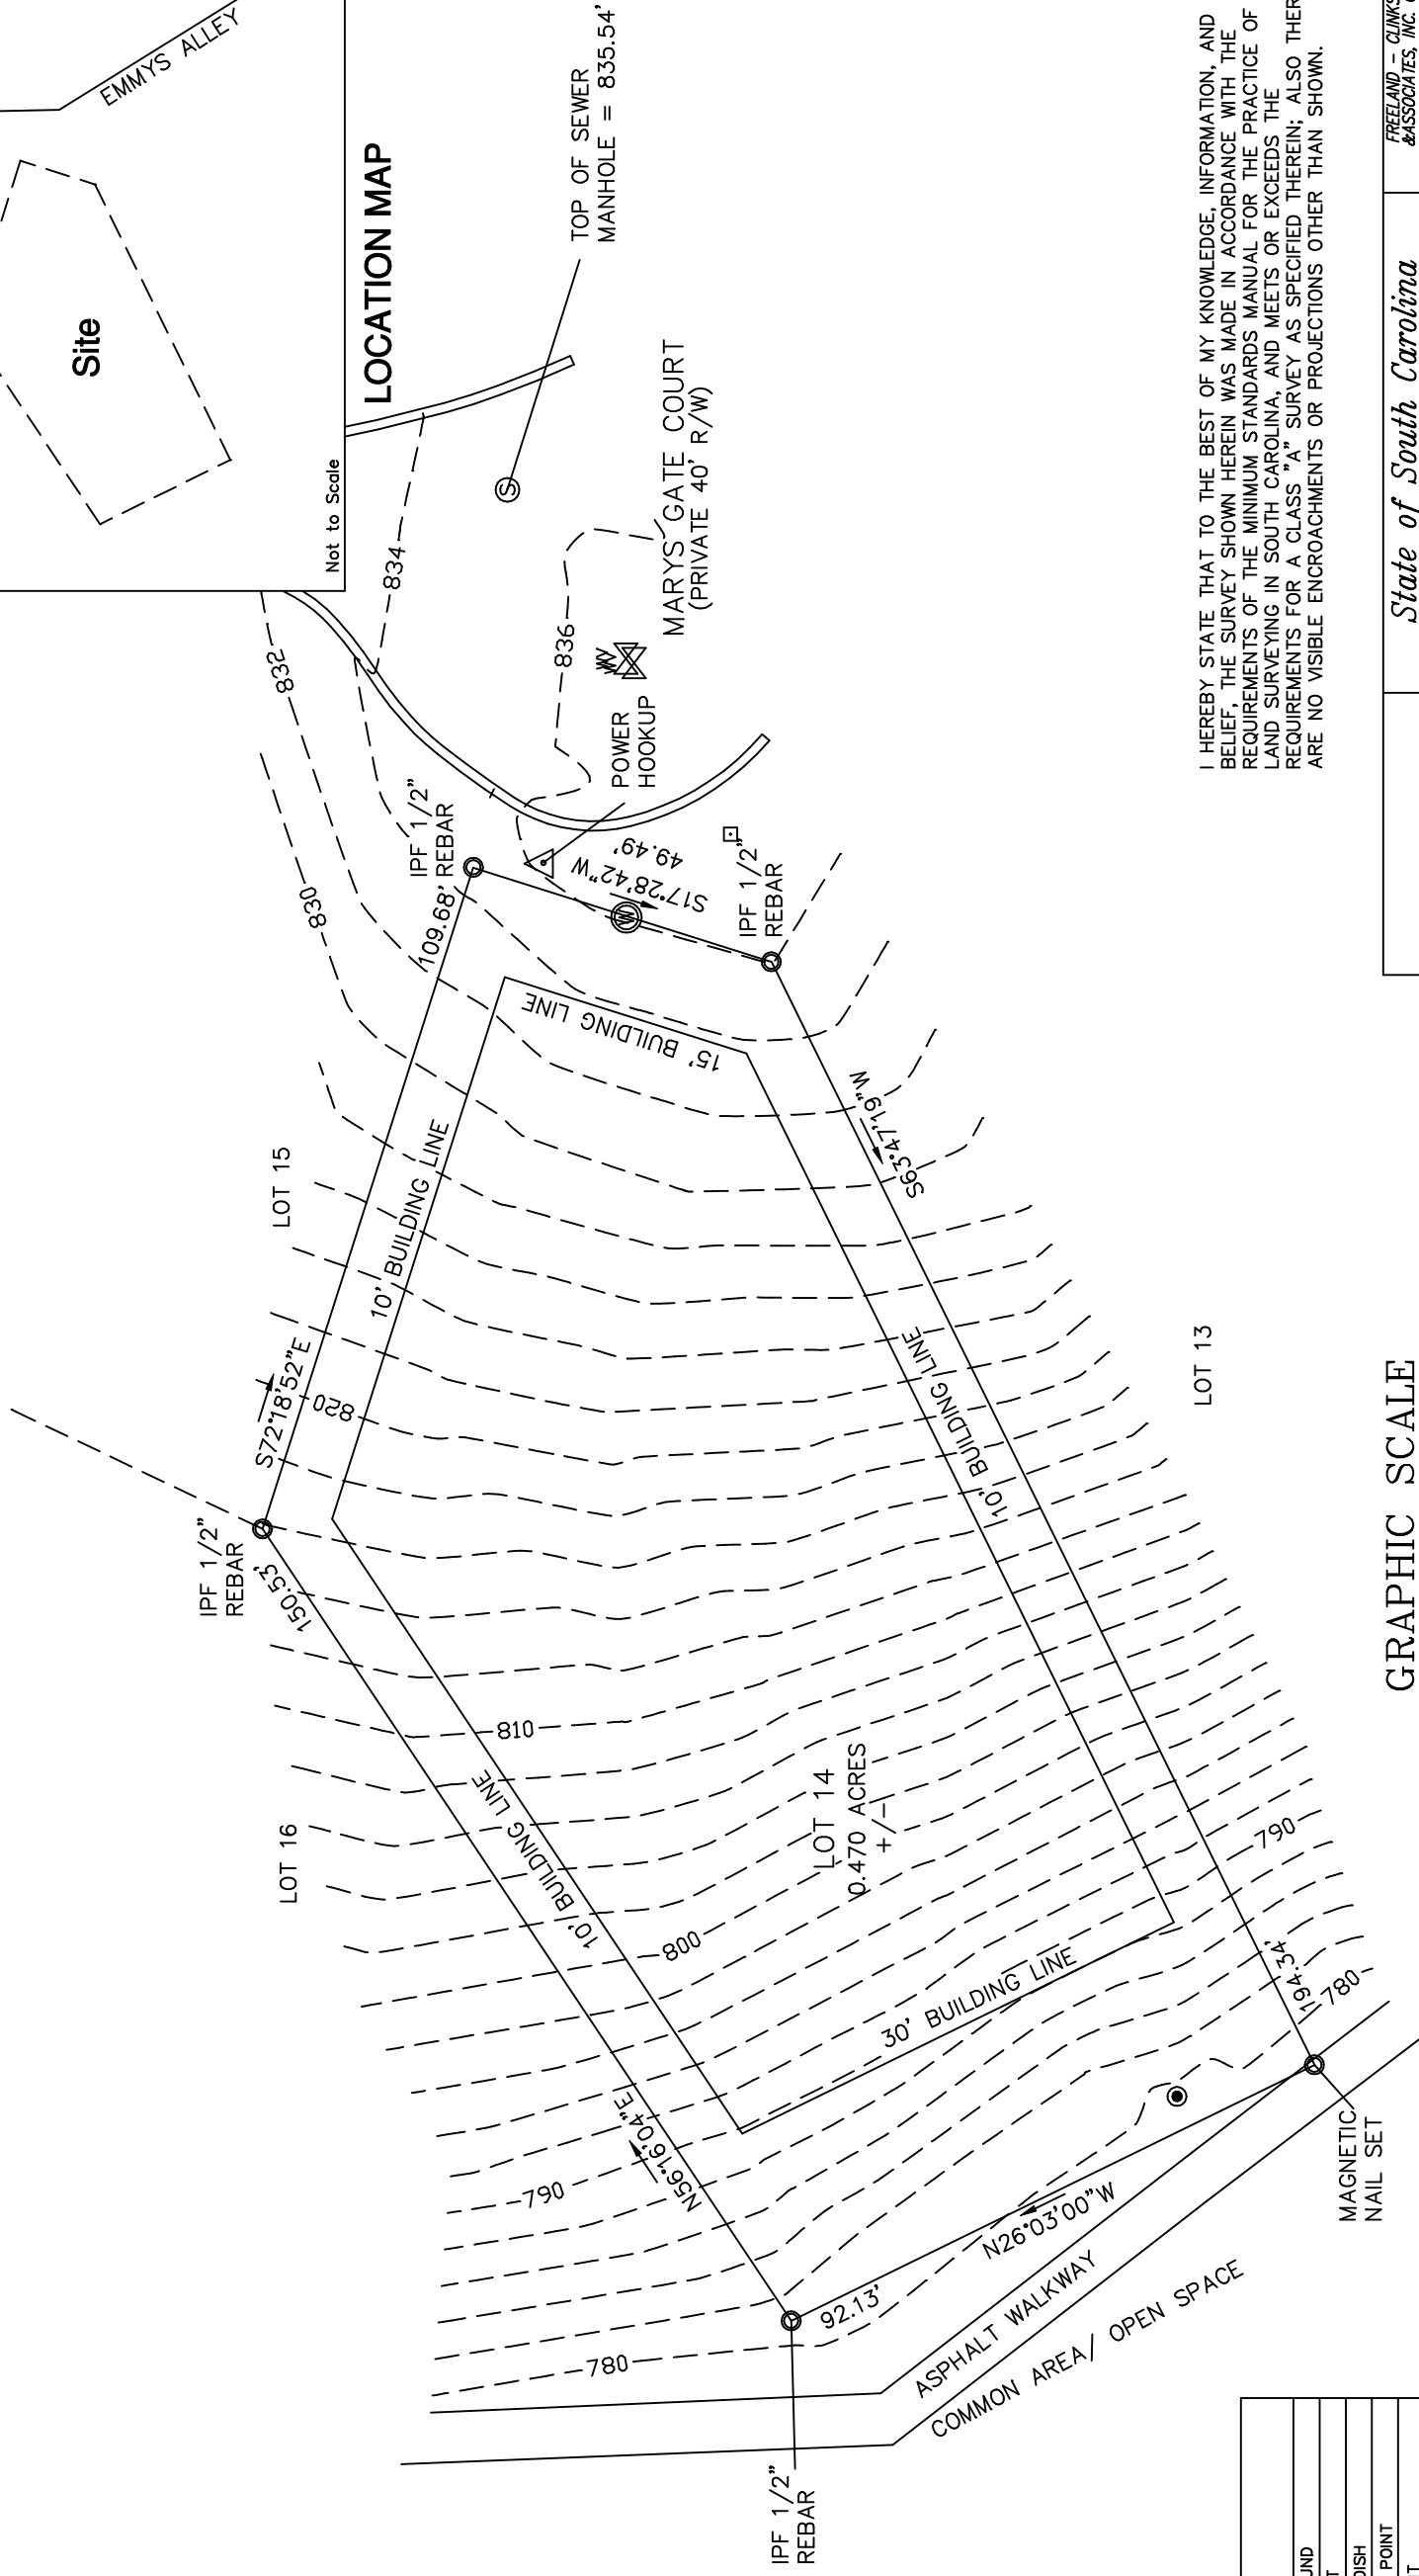 EMMYS ALLEY
Site
Not to Scale
LOCATION MAP
TOP OF SEWER
MANHOLE = 835.54'
S
834
832
836
830
MARYS GATE COURT
(PRIVATE 40' R/W)
WV
POWER
HOOKUP
IPF 1/2"
REBAR
109.68'
S17°28'42"W
49.49'
W
IPF 1/2"
REBAR
15' BUILDING LINE
S63°47'19"W
LOT 15
10' BUILDING LINE
S72°18'52"E
820
IPF 1/2"
REBAR
150.53'
10' BUILDING LINE
LOT 13
810
LOT 16
10' BUILDING LINE
LOT 14
0.470 ACRES
+/-
800
790
30' BUILDING LINE
194.34'
780
790
N56°16'04"E
MAGNETIC
NAIL SET
N26°03'00"W
92.13'
780
ASPHALT WALKWAY
COMMON AREA/ OPEN SPACE
IPF 1/2"
REBAR
I HEREBY STATE THAT TO THE BEST OF MY KNOWLEDGE, INFORMATION, AND
BELIEF, THE SURVEY SHOWN HEREIN WAS MADE IN ACCORDANCE WITH THE
REQUIREMENTS OF THE MINIMUM STANDARDS MANUAL FOR THE PRACTICE OF
LAND SURVEYING IN SOUTH CAROLINA, AND MEETS OR EXCEEDS THE
REQUIREMENTS FOR A CLASS "A" SURVEY AS SPECIFIED THEREIN; ALSO THER
ARE NO VISIBLE ENCROACHMENTS OR PROJECTIONS OTHER THAN SHOWN.
FREELAND - CLINKS
&ASSOCIATES, INC.
State of South Carolina
GRAPHIC SCALE
UND
DISH
POINT